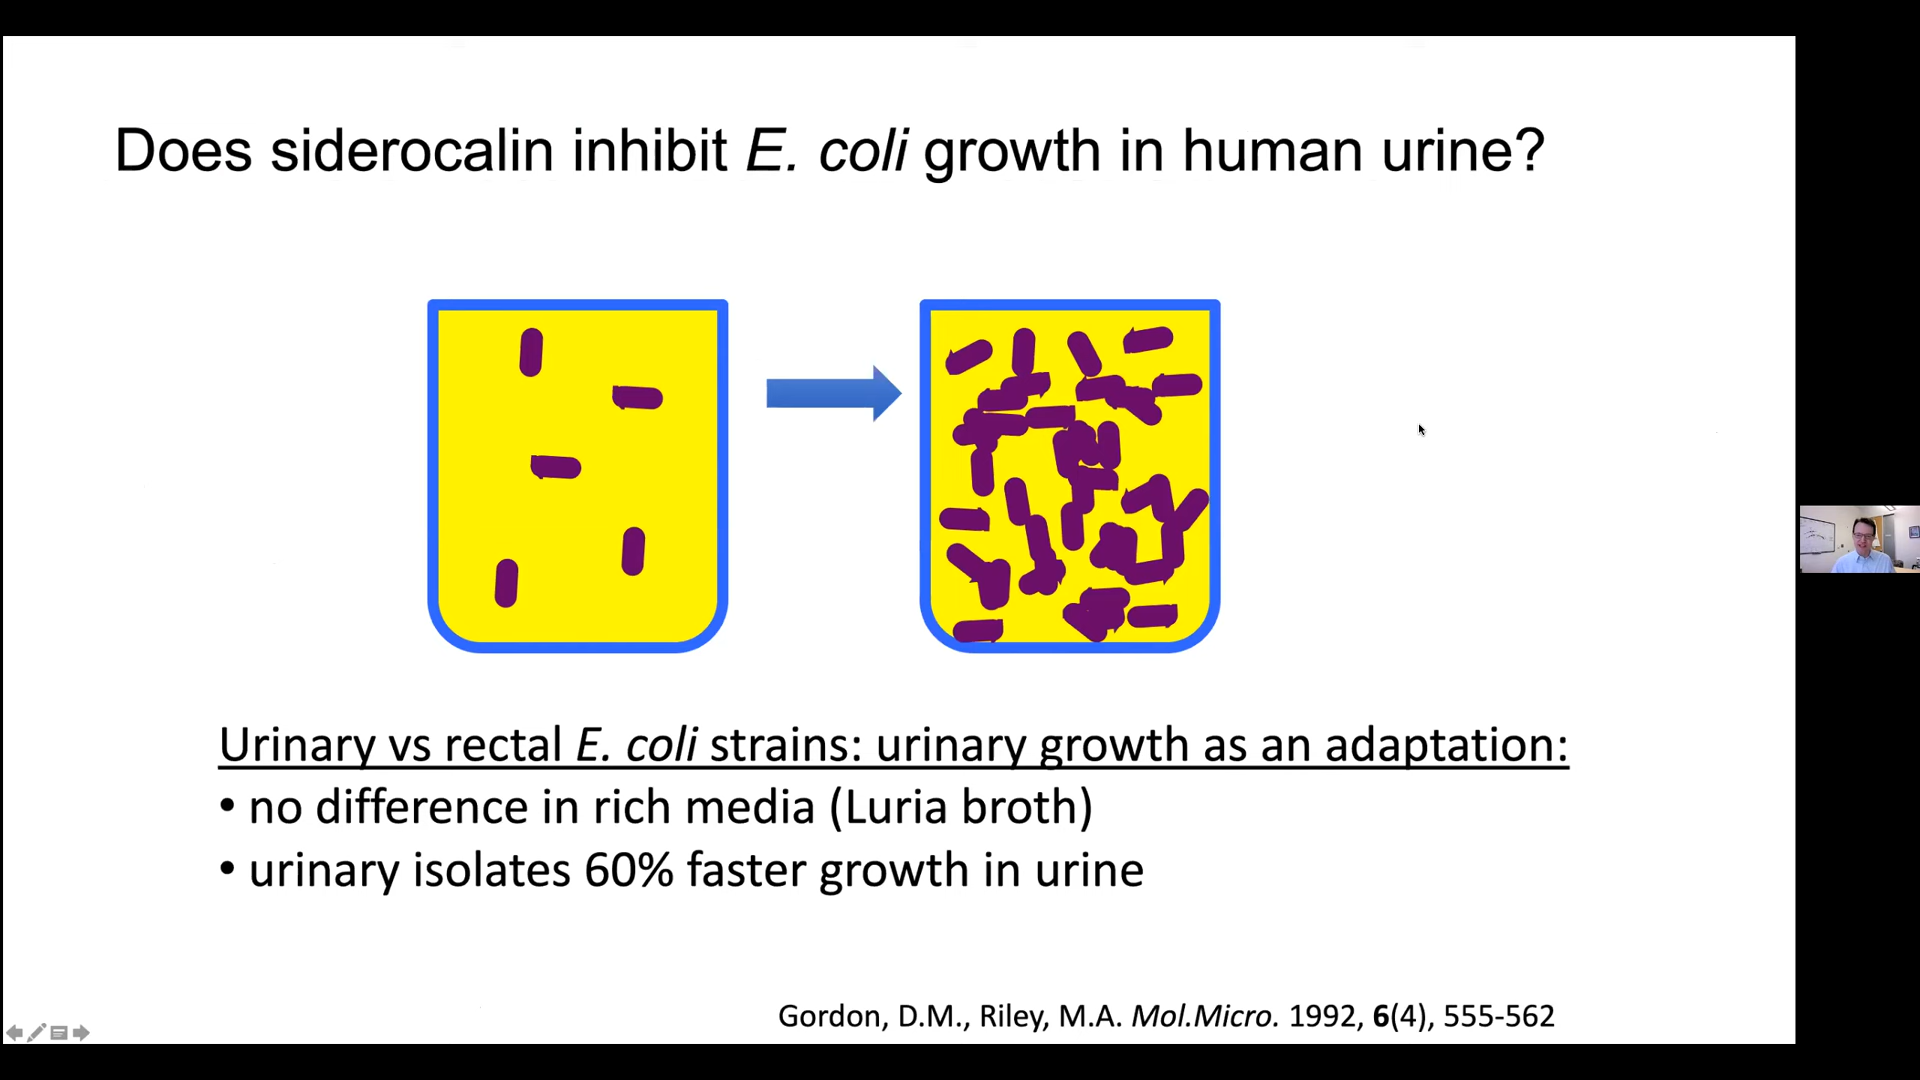 Does siderocalin inhibit E. coli growth in human urine?
Urinary vs rectal E. coli strains: urinary growth as an adaptation:
• no difference in rich media (Luria broth)
• urinary isolates 60% faster growth in urine
Gordon, D.M., Riley, M.A. Mol.Micro. 1992, 6(4), 555-562